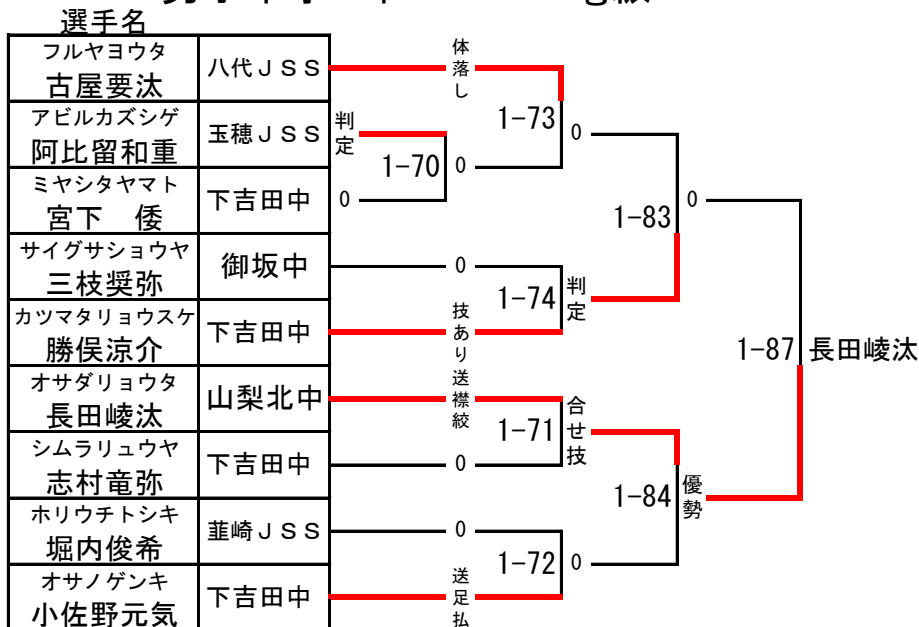 選手名
フルヤヨウタ
古屋要汰
八代ＪＳＳ
アビルカズシゲ
阿比留和重
玉穂ＪＳＳ
ミヤシタヤマト
宮下　倭
下吉田中
サイグサショウヤ
三枝奨弥
御坂中
カツマタリョウスケ
勝俣涼介
下吉田中
オサダリョウタ
長田崚汰
山梨北中
シムラリュウヤ
志村竜弥
下吉田中
ホリウチトシキ
堀内俊希
韮崎ＪＳＳ
オサノゲンキ
小佐野元気
下吉田中
判定
0
1-70
体落し
0
1-73
0
0
技あり
1-74
判定
1-83
0
送襟絞
0
1-71
合せ技
0
送足払
1-72
0
1-84
優勢
1-87
長田崚汰